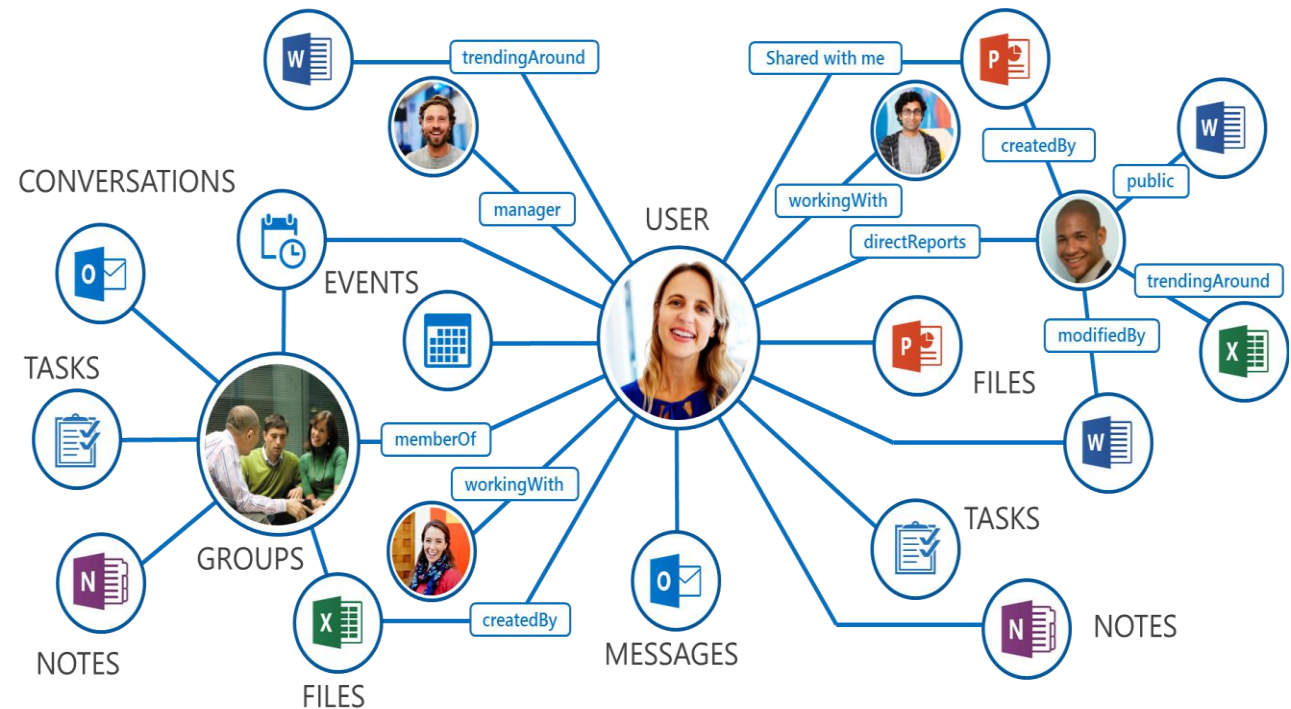 W
trendingAround
Shared with me
P
createdBy
W
public
CONVERSATIONS
manager
workingWith
USER
directReports
O
EVENTS
trendingAround
modifiedBy
P
X
TASKS
FILES
memberOf
W
workingWith
TASKS
GROUPS
N
O
X
createdBy
N
NOTES
MESSAGES
NOTES
FILES